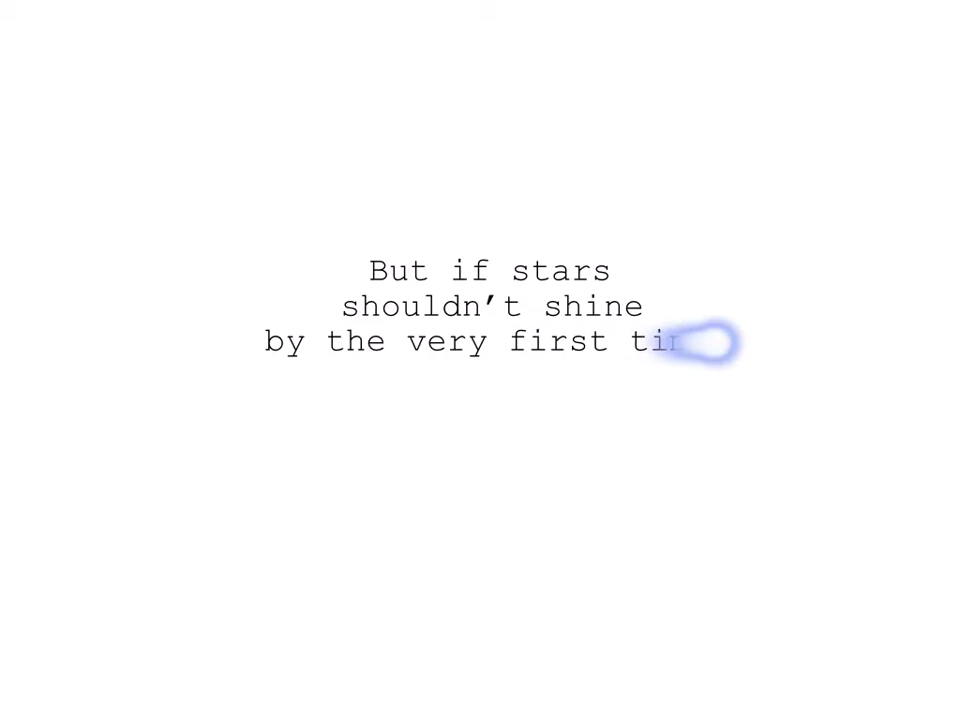 But if stars
shouldn’t shine
by the very first